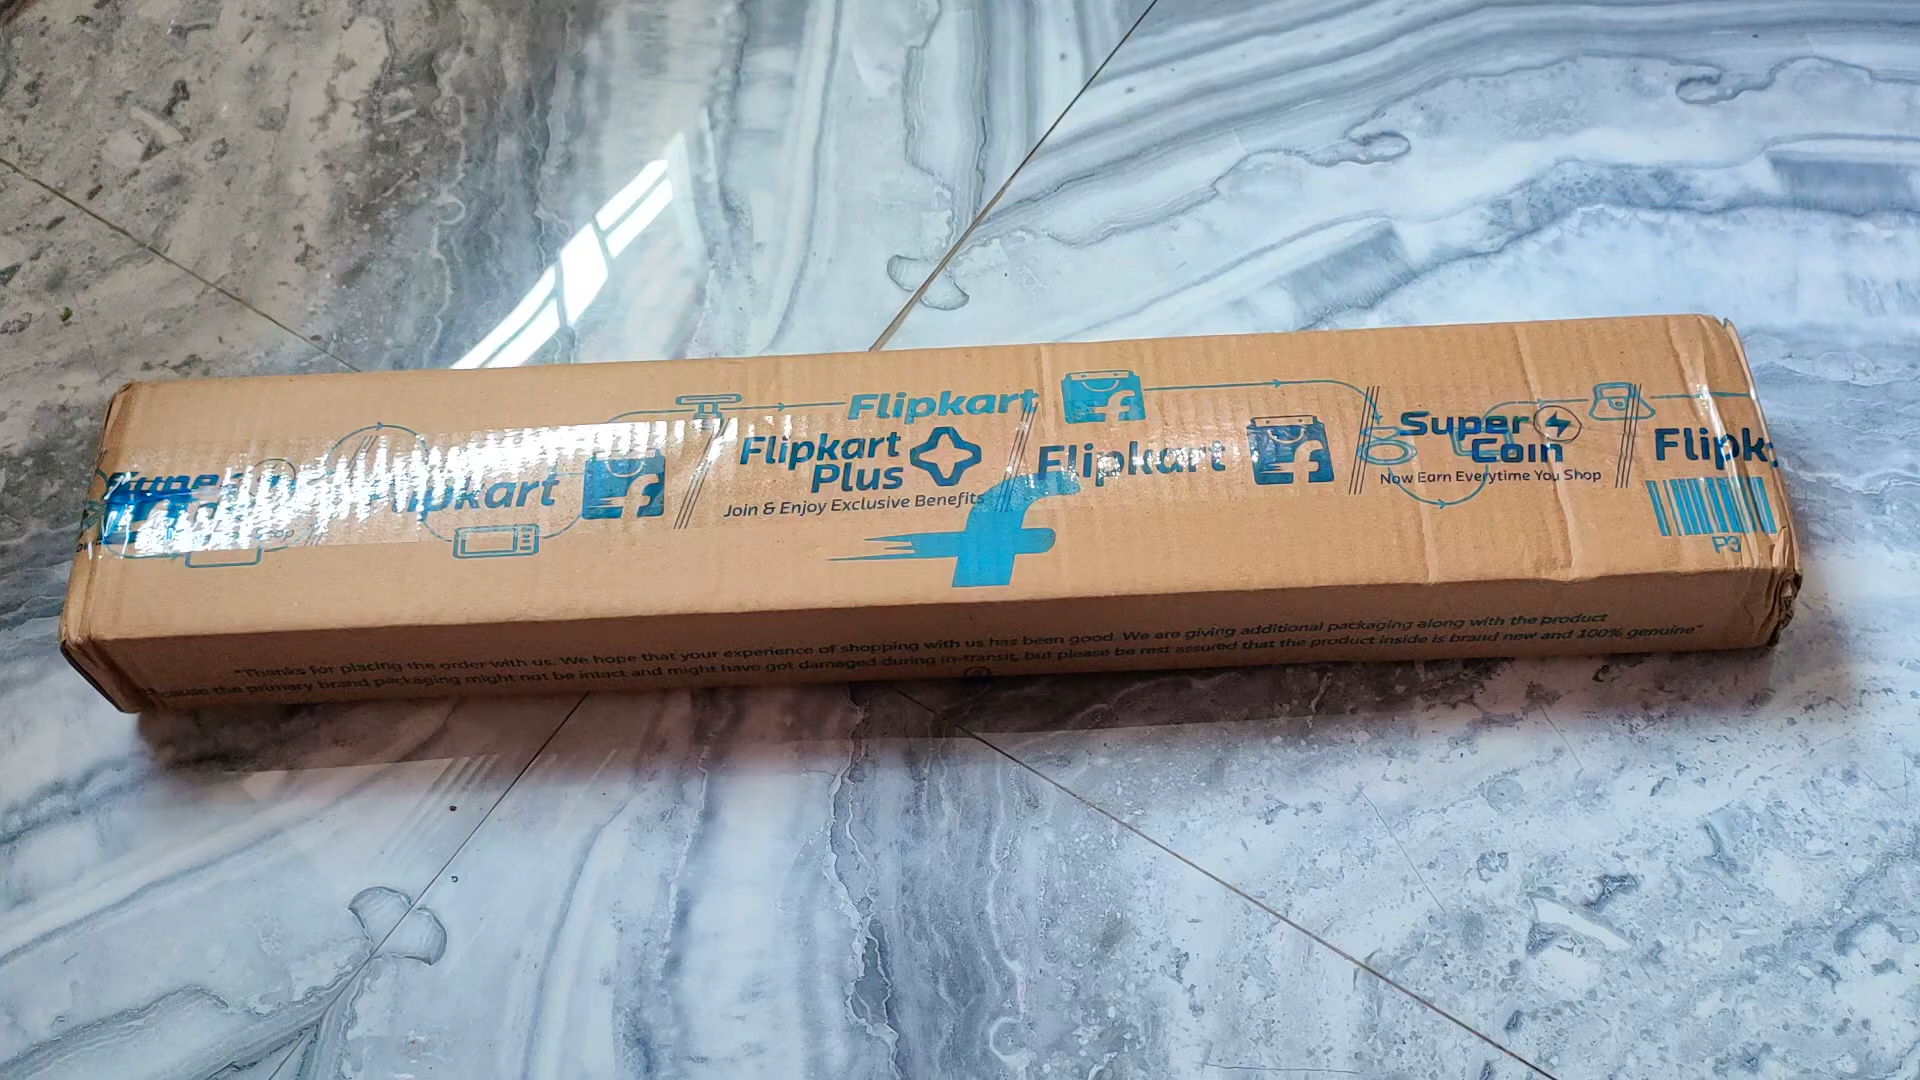 Flipkart
Flipkart
Flipkart
Plus
Join & Enjoy Exclusive Benefits
Flipkart
Super
Coin
Now Earn Everytime You Shop
Flipk
P3
"Thanks for placing the order with us. We hope that your experience of shopping with us has been good. We are giving additional packaging along with the product
because the primary brand packaging might not be intact and might have got damaged during in-transit, but please be rest assured that the product inside is brand new and 100% genuine"